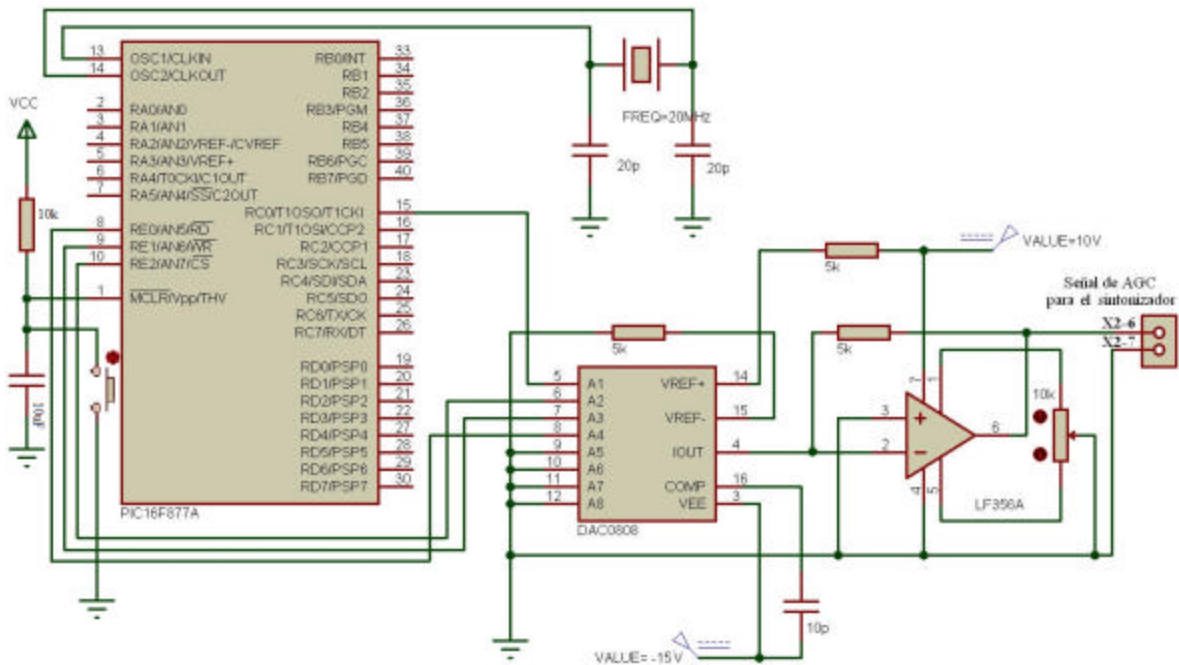 13 OSC1/CLKIN
14 OSC2/CLKOUT
2 RA0/AN0
3 RA1/AN1
4 RA2/AN2/VREF-/CVREF
5 RA3/AN3/VREF+
6 RA4/T0CKI/C1OUT
7 RA5/AN4/SS/C2OUT
8 RE0/AN5/RD
9 RE1/AN6/WR
10 RE2/AN7/CS
1 MCLR/Vpp/THV
RB0/INT 33
RB1 34
RB2 35
RB3/PGM 36
RB4 37
RB5 38
RB6/PGC 39
RB7/PGD 40
RC0/T1OSO/T1CKI 15
RC1/T1OSI/CCP2 16
RC2/CCP1 17
RC3/SCK/SCL 18
RC4/SDI/SDA 23
RC5/SDO 24
RC6/TX/CK 25
RC7/RX/DT 26
RD0/PSP0 19
RD1/PSP1 20
RD2/PSP2 21
RD3/PSP3 22
RD4/PSP4 27
RD5/PSP5 28
RD6/PSP6 29
RD7/PSP7 30
PIC16F877A
VCC
10k
10uF
FREQ=20MHz
20p
20p
5k
VALUE=10V
Señal de AGC
para el sintonizador
X2-6
X2-7
5k
5k
5 A1
6 A2
7 A3
8 A4
9 A5
10 A6
11 A7
12 A8
VREF+ 14
VREF- 15
IOUT 4
COMP 16
VEE 3
DAC0808
7
1
3
+
2
−
6
4
5
10k
LF356A
10p
VALUE= -15V